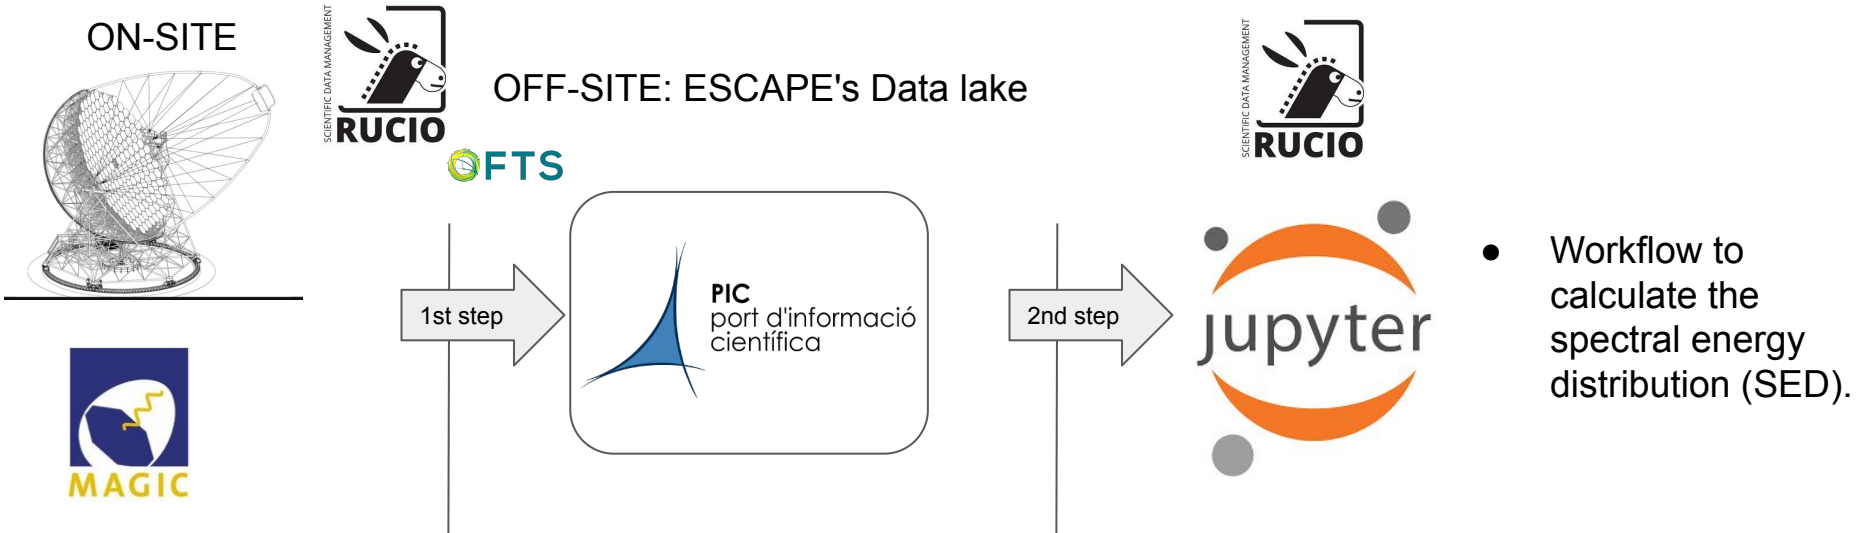 ON-SITE
SCIENTIFIC DATA MANAGEMENT
RUCIO
OFF-SITE: ESCAPE's Data lake
SCIENTIFIC DATA MANAGEMENT
RUCIO
FTS
1st step
PIC
port d'informació
científica
2nd step
jupyter
● Workflow to
calculate the
spectral energy
distribution (SED).
MAGIC